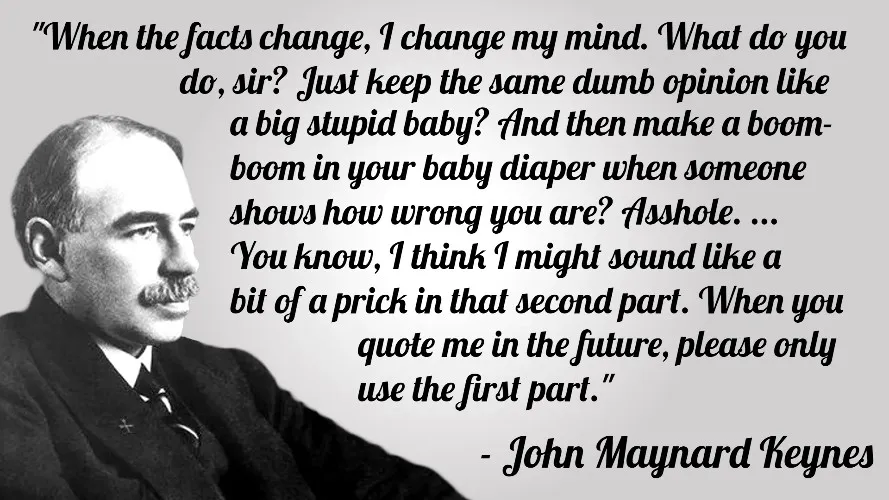 "When the facts change, I change my mind. What do you
do, sir? Just keep the same dumb opinion like
a big stupid baby? And then make a boom-
boom in your baby diaper when someone
shows how wrong you are? Asshole. ...
You know, I think I might sound like a
bit of a prick in that second part. When you
quote me in the future, please only
use the first part."
- John Maynard Keynes